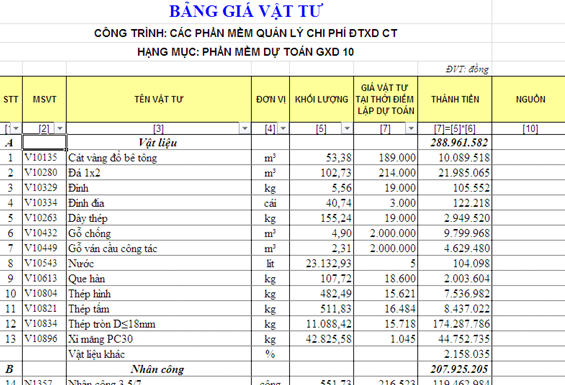 BẢNG GIÁ VẬT TƯ
CÔNG TRÌNH: CÁC PHẦN MỀM QUẢN LÝ CHI PHÍ ĐTXD CT
HẠNG MỤC: PHẦN MỀM DỰ TOÁN GXD 10
ĐVT: đồng
STT MSVT TÊN VẬT TƯ ĐƠN VỊ KHỐI LƯỢNG GIÁ VẬT TƯ TẠI THỜI ĐIỂM LẬP DỰ TOÁN THÀNH TIỀN NGUỒN
[2] [3] [4] [5] [7] [7]=[5]*[6] [10]
A Vật liệu 288.961.582
1 V10135 Cát vàng đổ bê tông m³ 53,38 189.000 10.089.518
2 V10280 Đá 1x2 m³ 102,73 214.000 21.985.065
3 V10329 Đinh kg 5,56 19.000 105.552
4 V10334 Đinh đỉa cái 40,74 3.000 122.218
5 V10263 Dây thép kg 155,24 19.000 2.949.520
6 V10432 Gỗ chống m³ 4,90 2.000.000 9.799.968
7 V10449 Gỗ ván cầu công tác m³ 2,31 2.000.000 4.629.480
8 V10543 Nước lít 23.132,93 5 104.098
9 V10613 Que hàn kg 107,72 18.600 2.003.604
10 V10804 Thép hình kg 482,49 15.621 7.536.982
11 V10821 Thép tấm kg 511,83 16.484 8.437.022
12 V10834 Thép tròn D≤18mm kg 11.088,42 15.718 174.287.786
13 V10896 Xi măng PC30 kg 42.825,58 1.045 44.752.735
Vật liệu khác % 2.158.035
B Nhân công 207.925.205
14 N1357 Nhân công 3,5/7 công 551,73 216.523 119.462.984